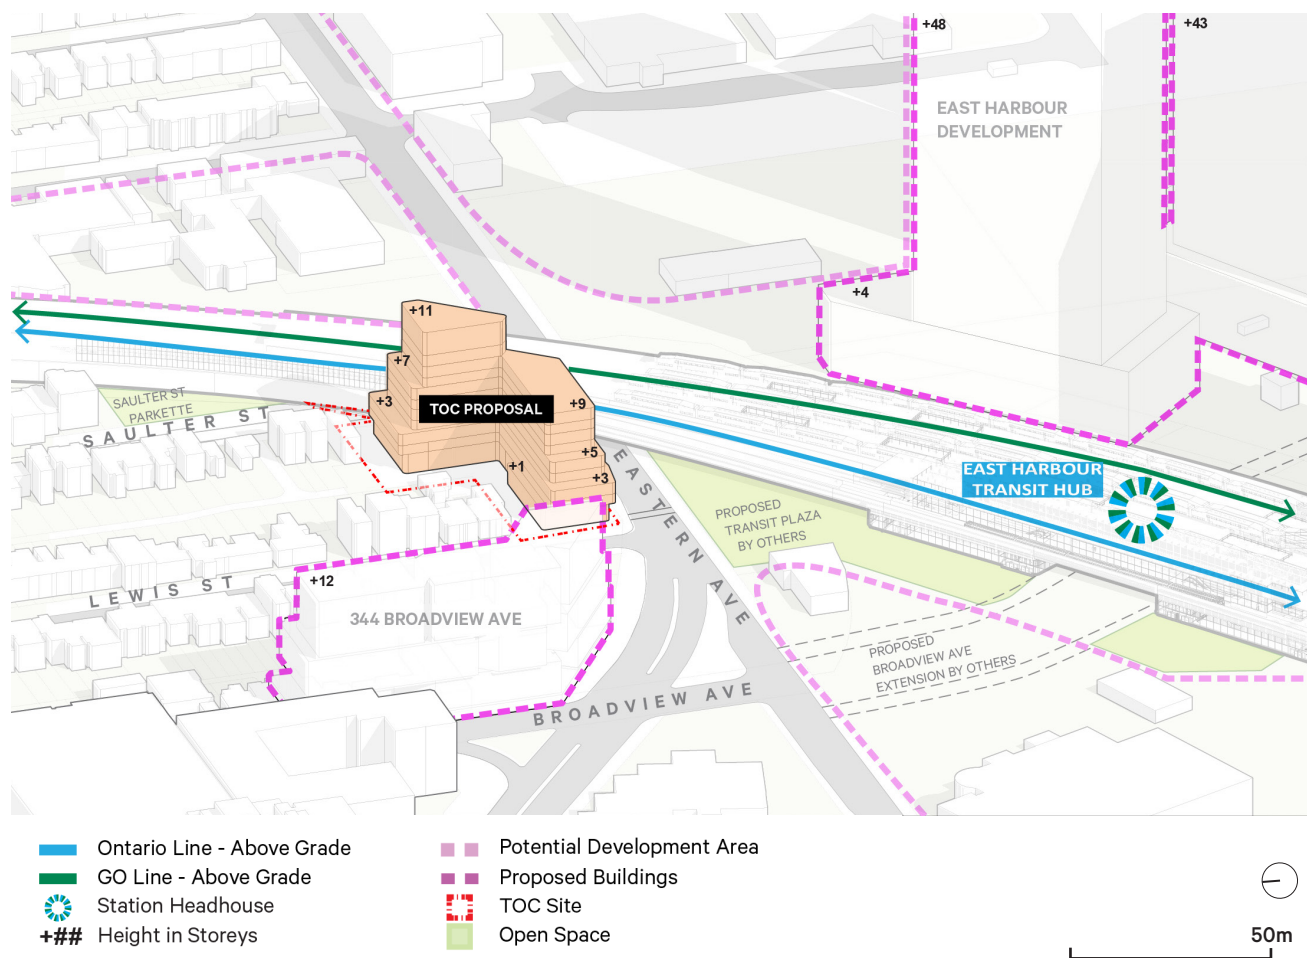 +48
+43
EAST HARBOUR
DEVELOPMENT
+4
+11
+7
+3
TOC PROPOSAL
+9
+5
+3
+1
SAULTER ST
PARKETTE
SAULTER ST
EASTERN AVE
EAST HARBOUR
TRANSIT HUB
PROPOSED
TRANSIT PLAZA
BY OTHERS
+12
LEWIS ST
344 BROADVIEW AVE
PROPOSED
BROADVIEW AVE
EXTENSION BY OTHERS
BROADVIEW AVE
Ontario Line - Above Grade
GO Line - Above Grade
Station Headhouse
+## Height in Storeys
Potential Development Area
Proposed Buildings
TOC Site
Open Space
50m